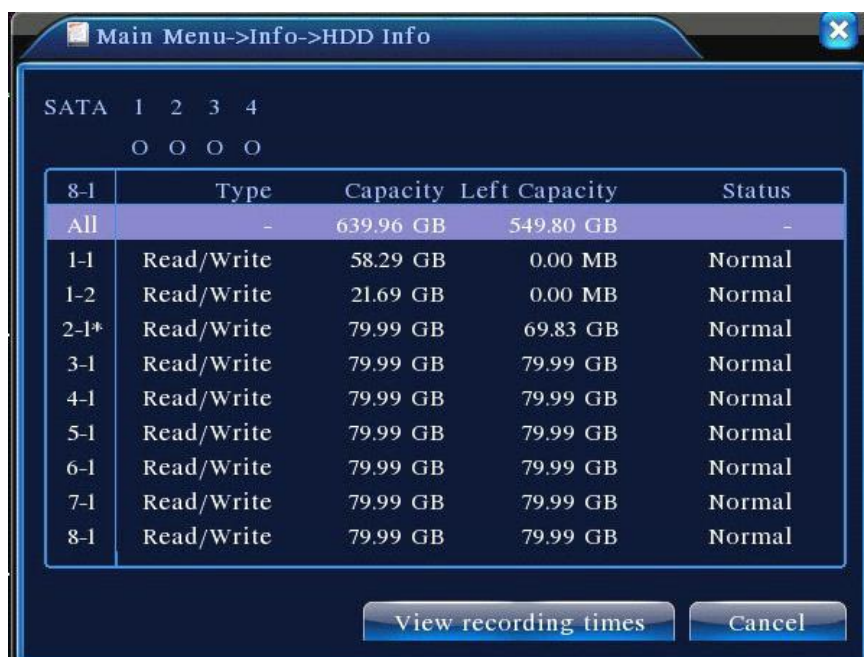 Main Menu->Info->HDD Info
SATA 1 2 3 4
O O O O
8-1 Type Capacity Left Capacity Status
All - 639.96 GB 549.80 GB -
1-1 Read/Write 58.29 GB 0.00 MB Normal
1-2 Read/Write 21.69 GB 0.00 MB Normal
2-1* Read/Write 79.99 GB 69.83 GB Normal
3-1 Read/Write 79.99 GB 79.99 GB Normal
4-1 Read/Write 79.99 GB 79.99 GB Normal
5-1 Read/Write 79.99 GB 79.99 GB Normal
6-1 Read/Write 79.99 GB 79.99 GB Normal
7-1 Read/Write 79.99 GB 79.99 GB Normal
8-1 Read/Write 79.99 GB 79.99 GB Normal
View recording times Cancel